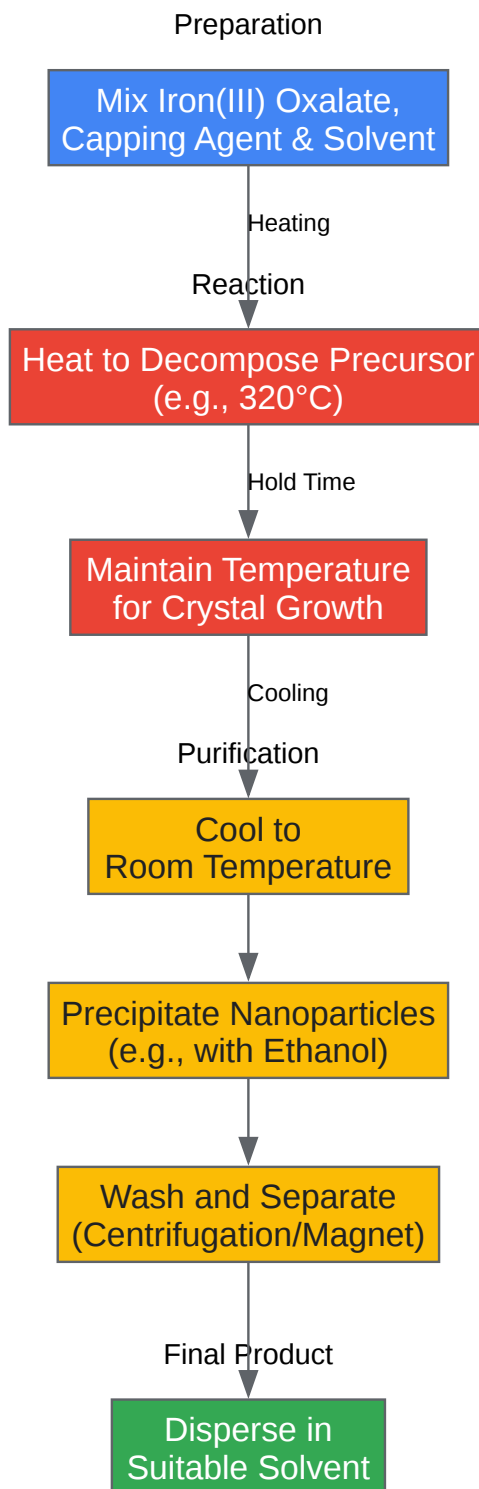 Preparation
Mix Iron(III) Oxalate,
Capping Agent & Solvent
Heating
Reaction
Heat to Decompose Precursor
(e.g., 320°C)
Hold Time
Maintain Temperature
for Crystal Growth
Cooling
Purification
Cool to
Room Temperature
Precipitate Nanoparticles
(e.g., with Ethanol)
Wash and Separate
(Centrifugation/Magnet)
Final Product
Disperse in
Suitable Solvent